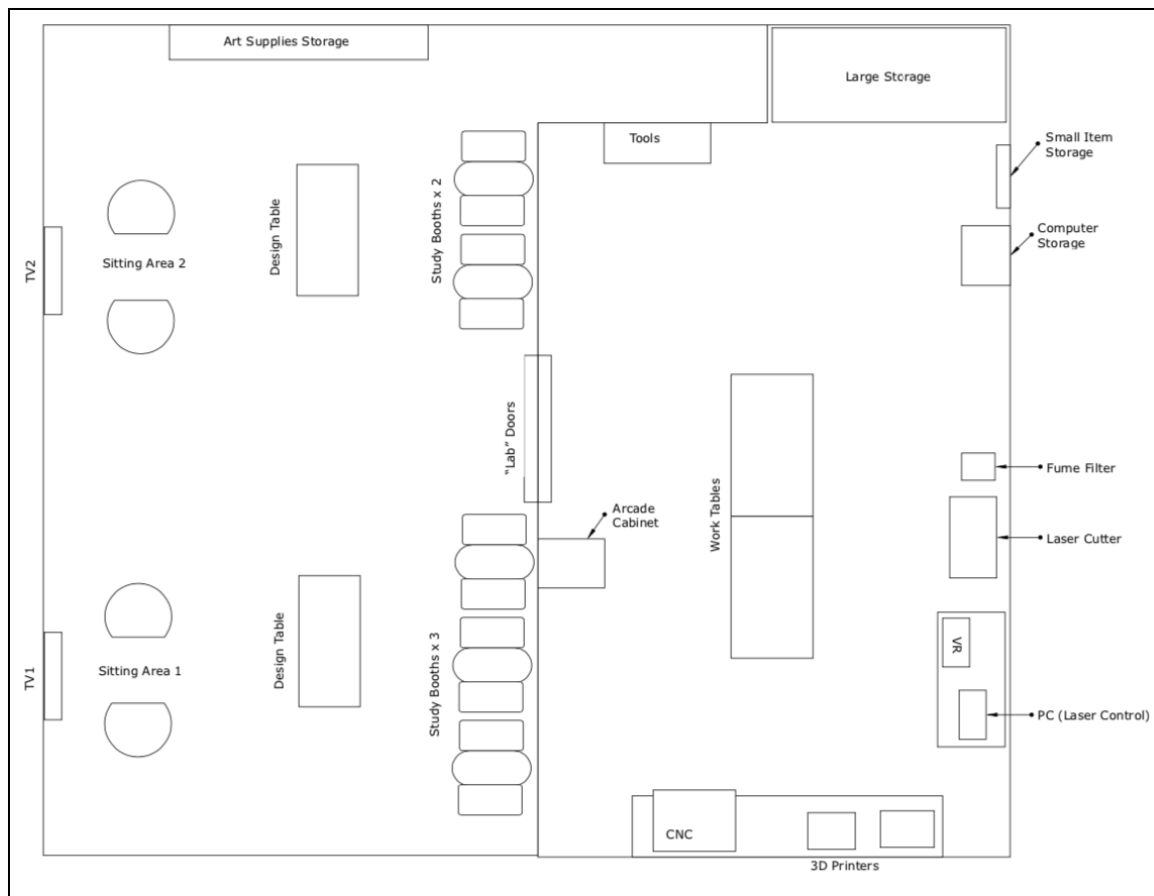 Art Supplies Storage
Large Storage
Tools
Small Item
Storage
Study Booths x 2
Design Table
Computer
Storage
TV2
Sitting Area 2
"Lab" Doors
Fume Filter
Arcade
Cabinet
Work Tables
Laser Cutter
Design Table
Study Booths x 3
VR
TV1
Sitting Area 1
PC (Laser Control)
CNC
3D Printers